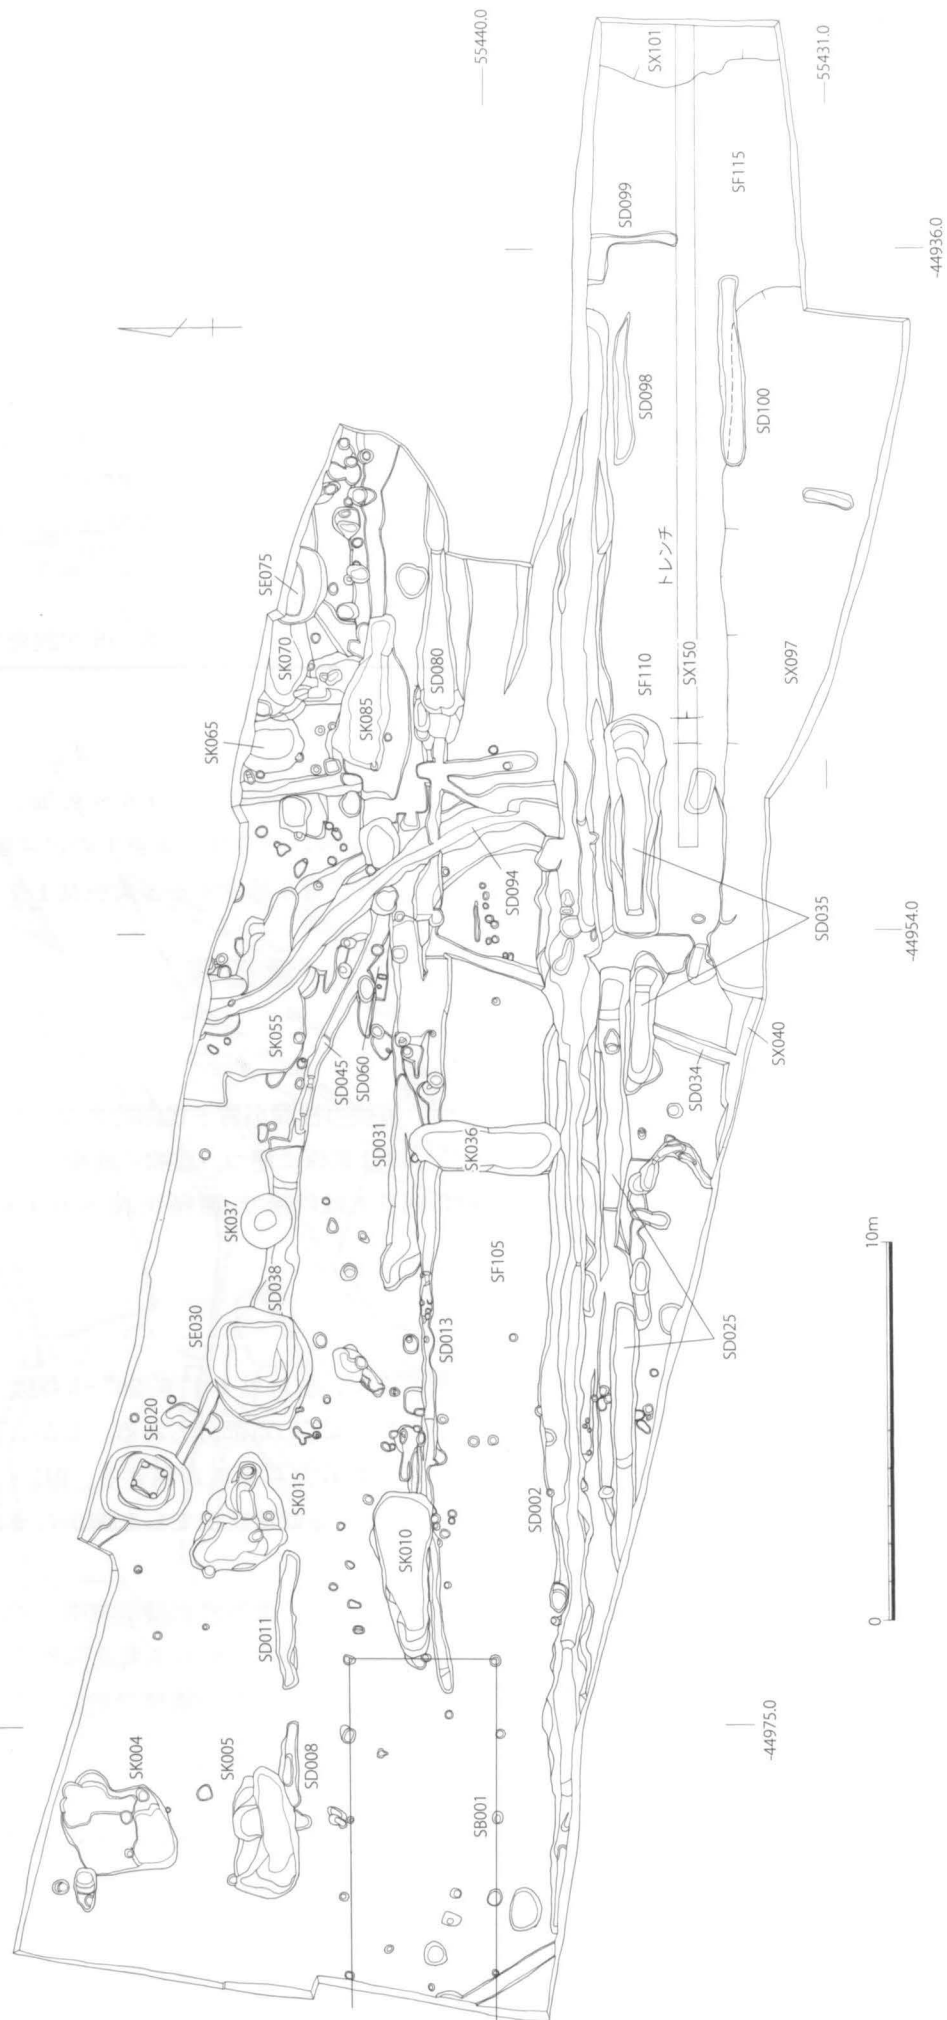 55440.0
SX101
55431.0
SD099
SF115
-44936.0
SD098
SD100
SE075
SK070
SK065
SK085
SD080
トレンチ
SF110
SX150
SX097
SD094
SD035
-44954.0
SK055
SD045
SD060
SD031
SK036
SD034
SX040
SK037
SD038
SE030
SF105
SD013
SD025
10m
SE020
SK015
SK010
SD002
SD011
0
SK004
SK005
SD008
SB001
-44975.0